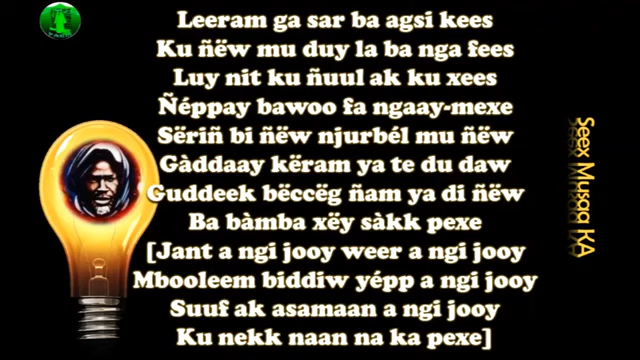 Leeram ga sar ba agsi kees
Ku ñëw mu duy la ba nga fees
Luy nit ku ñuul ak ku xees
Ñéppay bawoo fa ngaay-mexe
Sëriñ bi ñëw njurbél mu ñëw
Gàddaay këram ya te du daw
Guddeek bëccëg ñam ya di ñëw
Ba bàmba xëy sàkk pexe
[Jant a ngi jooy weer a ngi jooy
Mbooleem biddiw yépp a ngi jooy
Suuf ak asamaan a ngi jooy
Ku nekk naan na ka pexe]
Seex Musaa KA